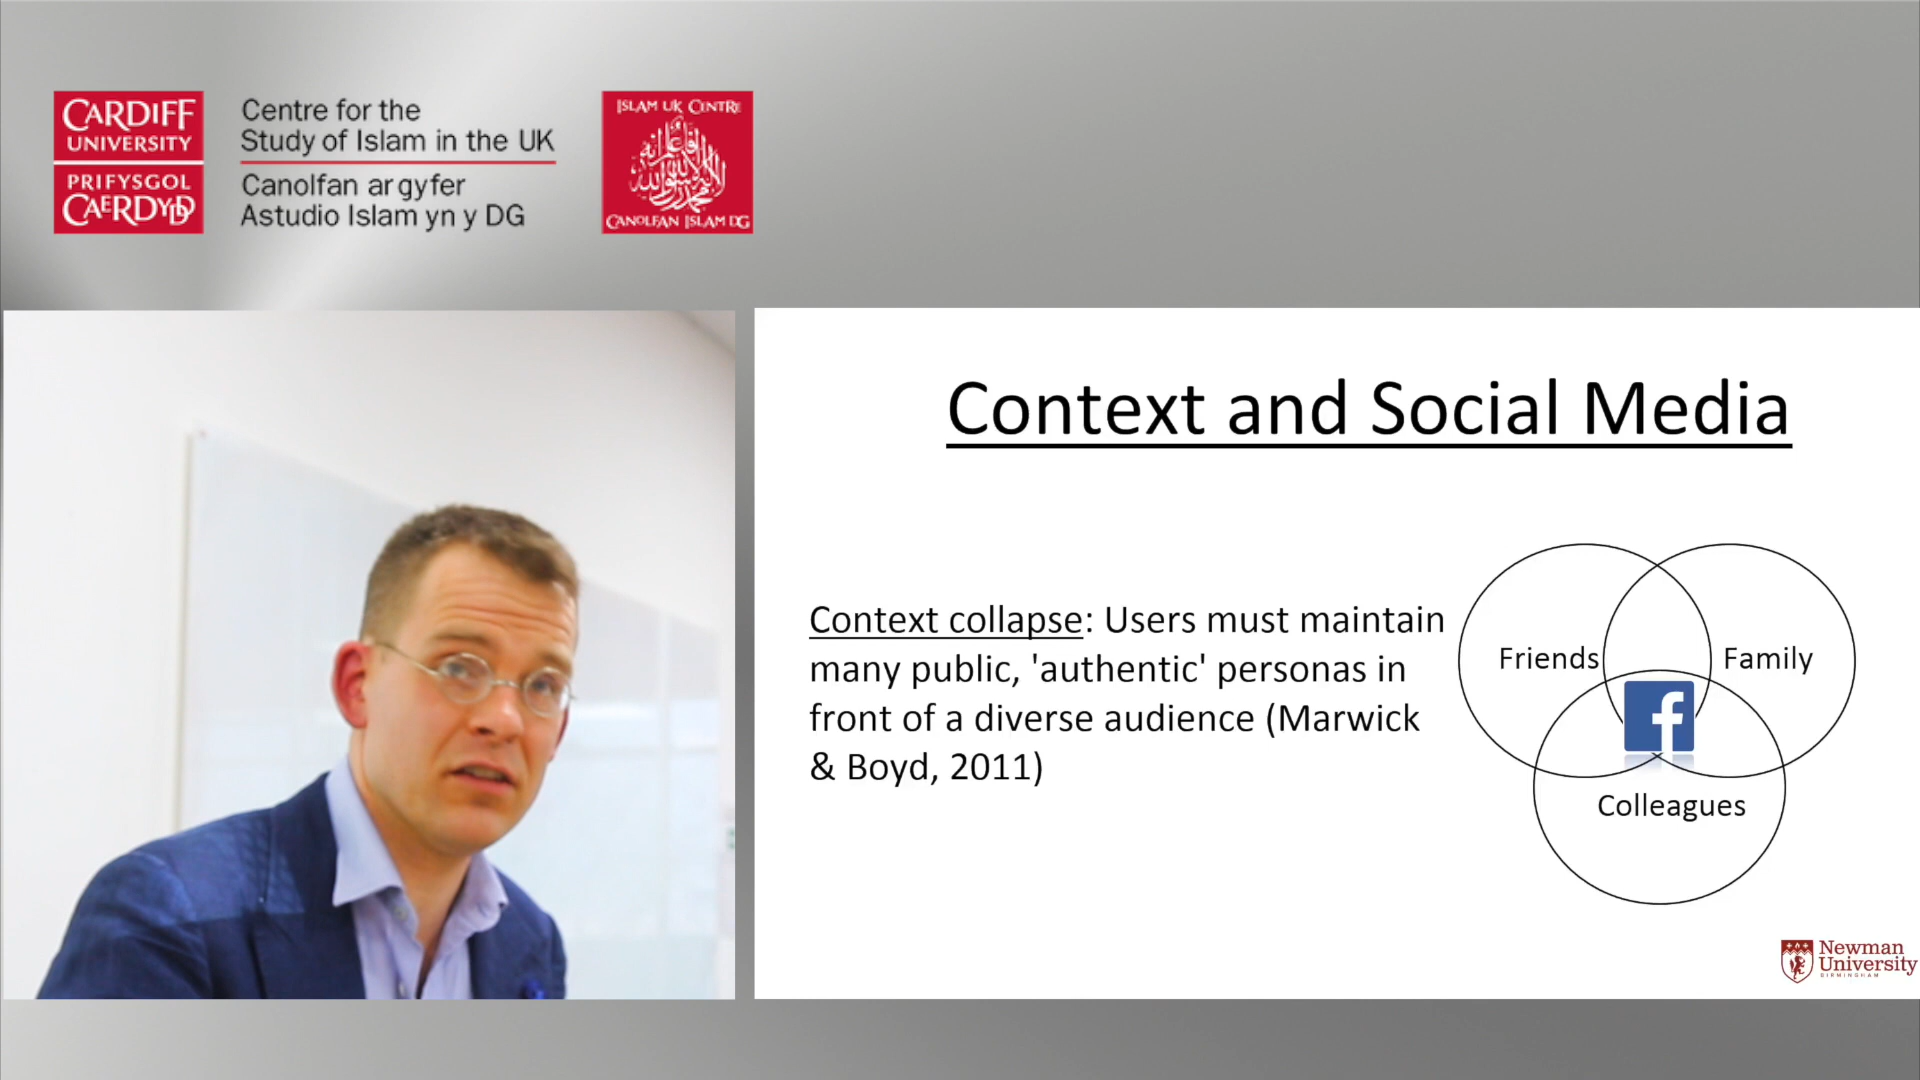 CARDIFF
UNIVERSITY
PRIFYSGOL
CAERDYDD
Centre for the
Study of Islam in the UK
Canolfan ar gyfer
Astudio Islam yn y DG
ISLAM UK CENTRE
CANOLFAN ISLAM DG
Context and Social Media
Context collapse: Users must maintain
many public, 'authentic' personas in
front of a diverse audience (Marwick
& Boyd, 2011)
Friends
Family
f
Colleagues
Newman
University
BIRMINGHAM